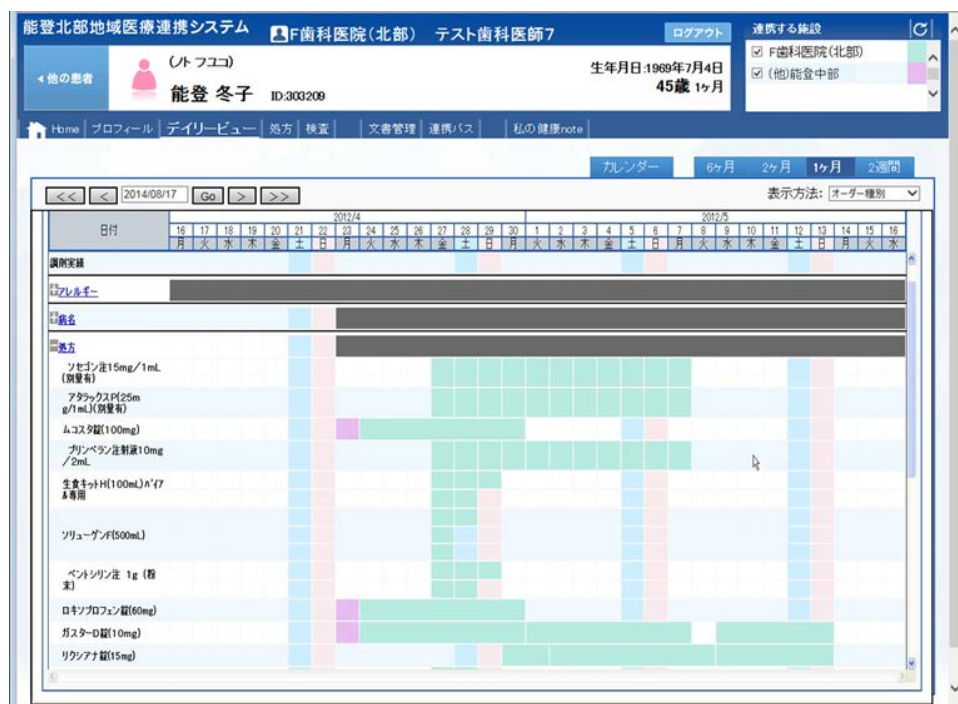 能登北部地域医療連携システム
F歯科医院(北部) テスト歯科医師7
ログアウト
連携する施設
F歯科医院(北部)
(他)能登中部
他の患者
(ノト フユコ)
能登 冬子 ID:303209
生年月日:1969年7月4日
45歳 1ヶ月
Home プロフィール デイリービュー 処方 検査 文書管理 連携パス 私の健康note
カレンダー 6ヶ月 2ヶ月 1ヶ月 2週間
<< < 2014/08/17 Go > >> 表示方法: オーダー種別
日付 2012/4 2012/5
16 17 18 19 20 21 22 23 24 25 26 27 28 29 30 1 2 3 4 5 6 7 8 9 10 11 12 13 14 15 16
月 火 水 木 金 土 日 月 火 水 木 金 土 日 月 火 水 木 金 土 日 月 火 水 木 金 土 日 月 火 水
調剤実績
アレルギー
病名
処方
ソセゴン注15mg/1mL
(別量有)
アタラックスP(25m
g/1mL)(別量有)
ムコスタ錠(100mg)
プリンペラン注射液10mg
/2mL
生食キットH(100mL)バイア
ル専用
ソリューゲンF(500mL)
ペントシリン注 1g (粉
末)
ロキソプロフェン錠(60mg)
ガスターD錠(10mg)
リクシアナ錠(15mg)